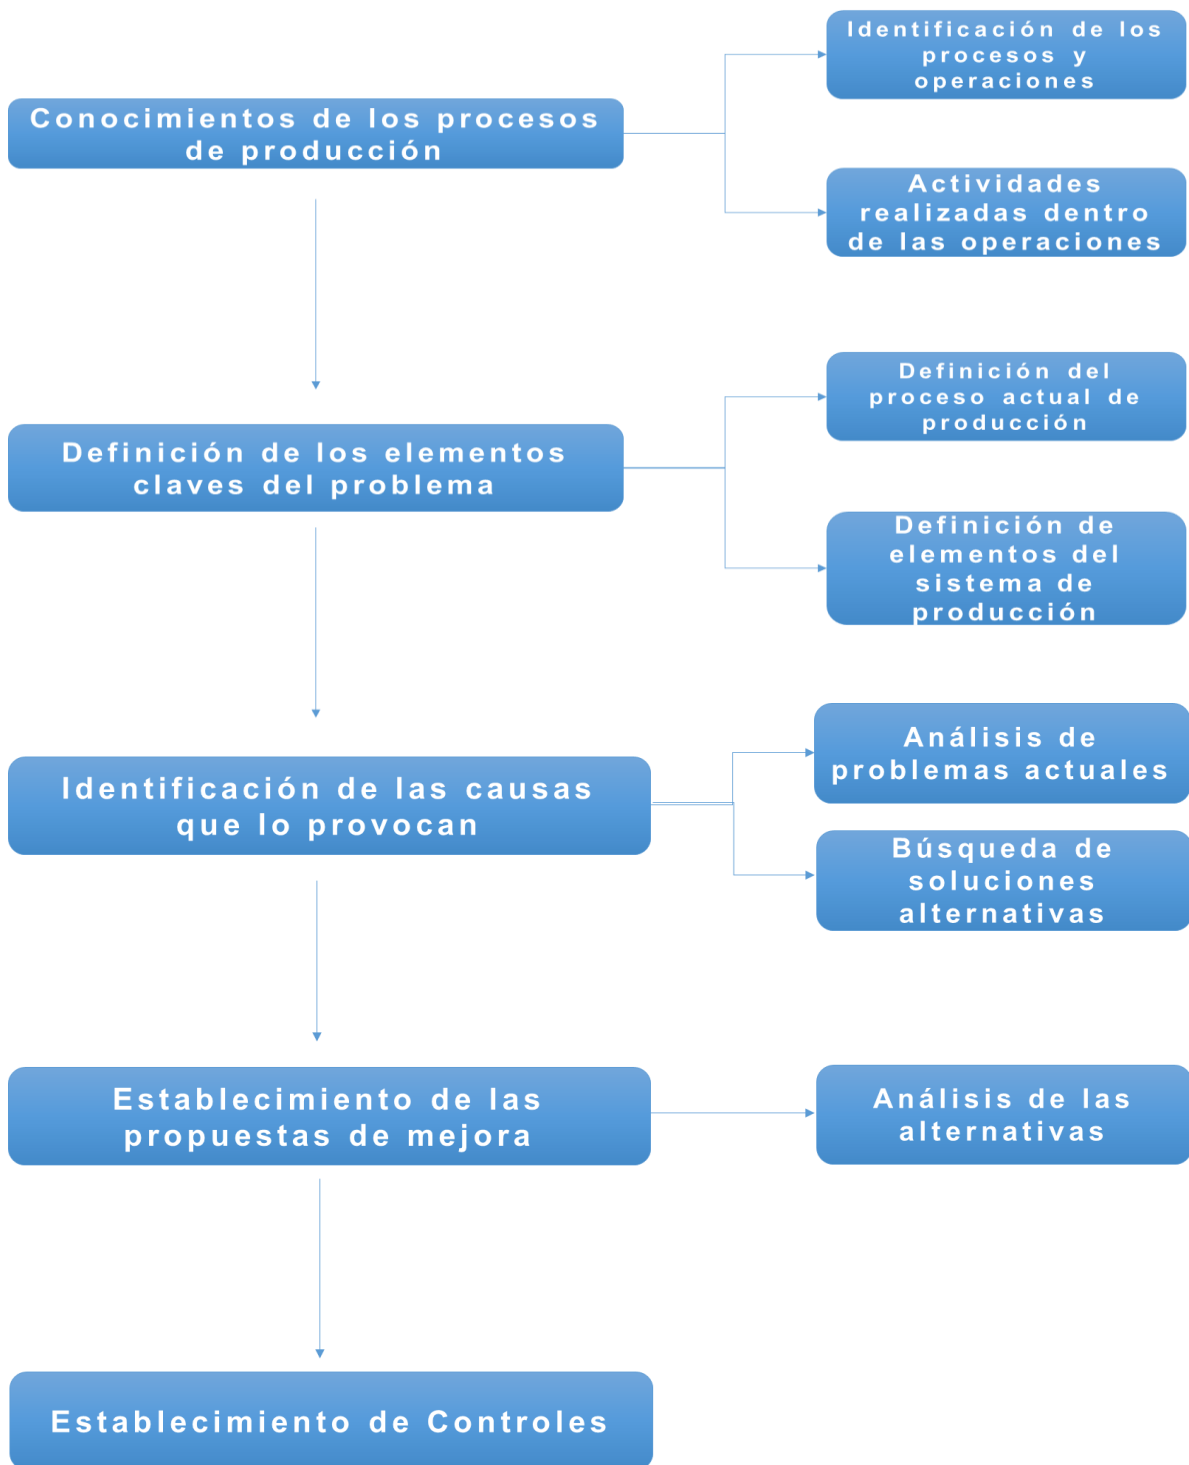 Identificación de los
procesos y
operaciones
Conocimientos de los procesos
de producción
Actividades
realizadas dentro
de las operaciones
Definición del
proceso actual de
producción
Definición de los elementos
claves del problema
Definición de
elementos del
sistema de
producción
Análisis de
problemas actuales
Identificación de las causas
que lo provocan
Búsqueda de
soluciones
alternativas
Establecimiento de las
propuestas de mejora
Análisis de las
alternativas
Establecimiento de Controles